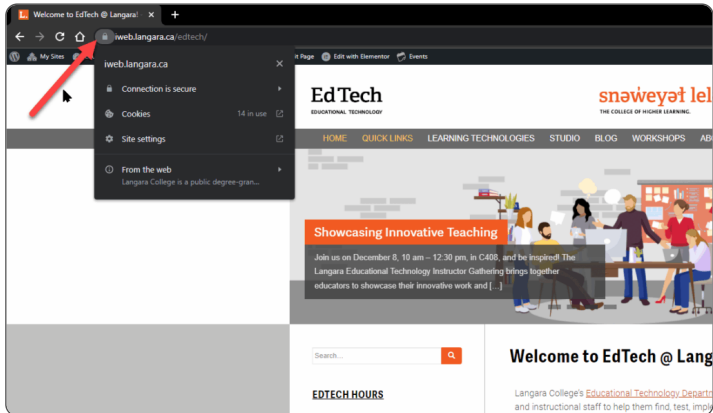 Welcome to EdTech @ Langara!
iweb.langara.ca/edtech/
My Sites
it Page
Edit with Elementor
Events
iweb.langara.ca
Connection is secure
Cookies
14 in use
Site settings
From the web
Langara College is a public degree-gran...
EdTech
EDUCATIONAL TECHNOLOGY
snəw̓eyəɬ lel
THE COLLEGE OF HIGHER LEARNING.
HOME
QUICK LINKS
LEARNING TECHNOLOGIES
STUDIO
BLOG
WORKSHOPS
AB
Showcasing Innovative Teaching
Join us on December 8, 10 am – 12:30 pm, in C408, and be inspired! The
Langara Educational Technology Instructor Gathering brings together
educators to showcase their innovative work and […]
Search...
Welcome to EdTech @ Lang
EDTECH HOURS
Langara College's Educational Technology Departm
and instructional staff to help them find, test, imple